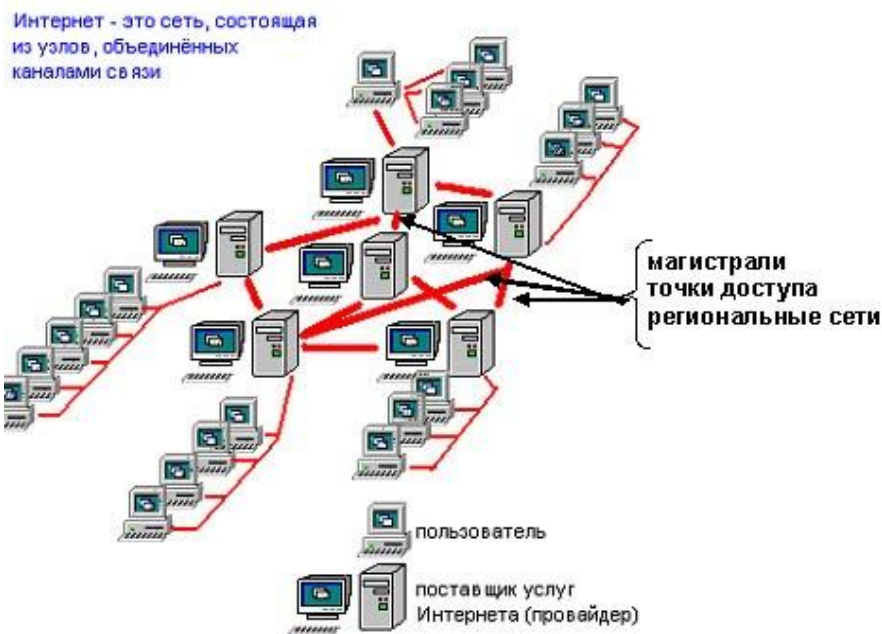 Интернет - это сеть, состоящая
из узлов, объединённых
каналами связи
магистрали
точки доступа
региональные сети
пользователь
поставщик услуг
Интернета (провайдер)